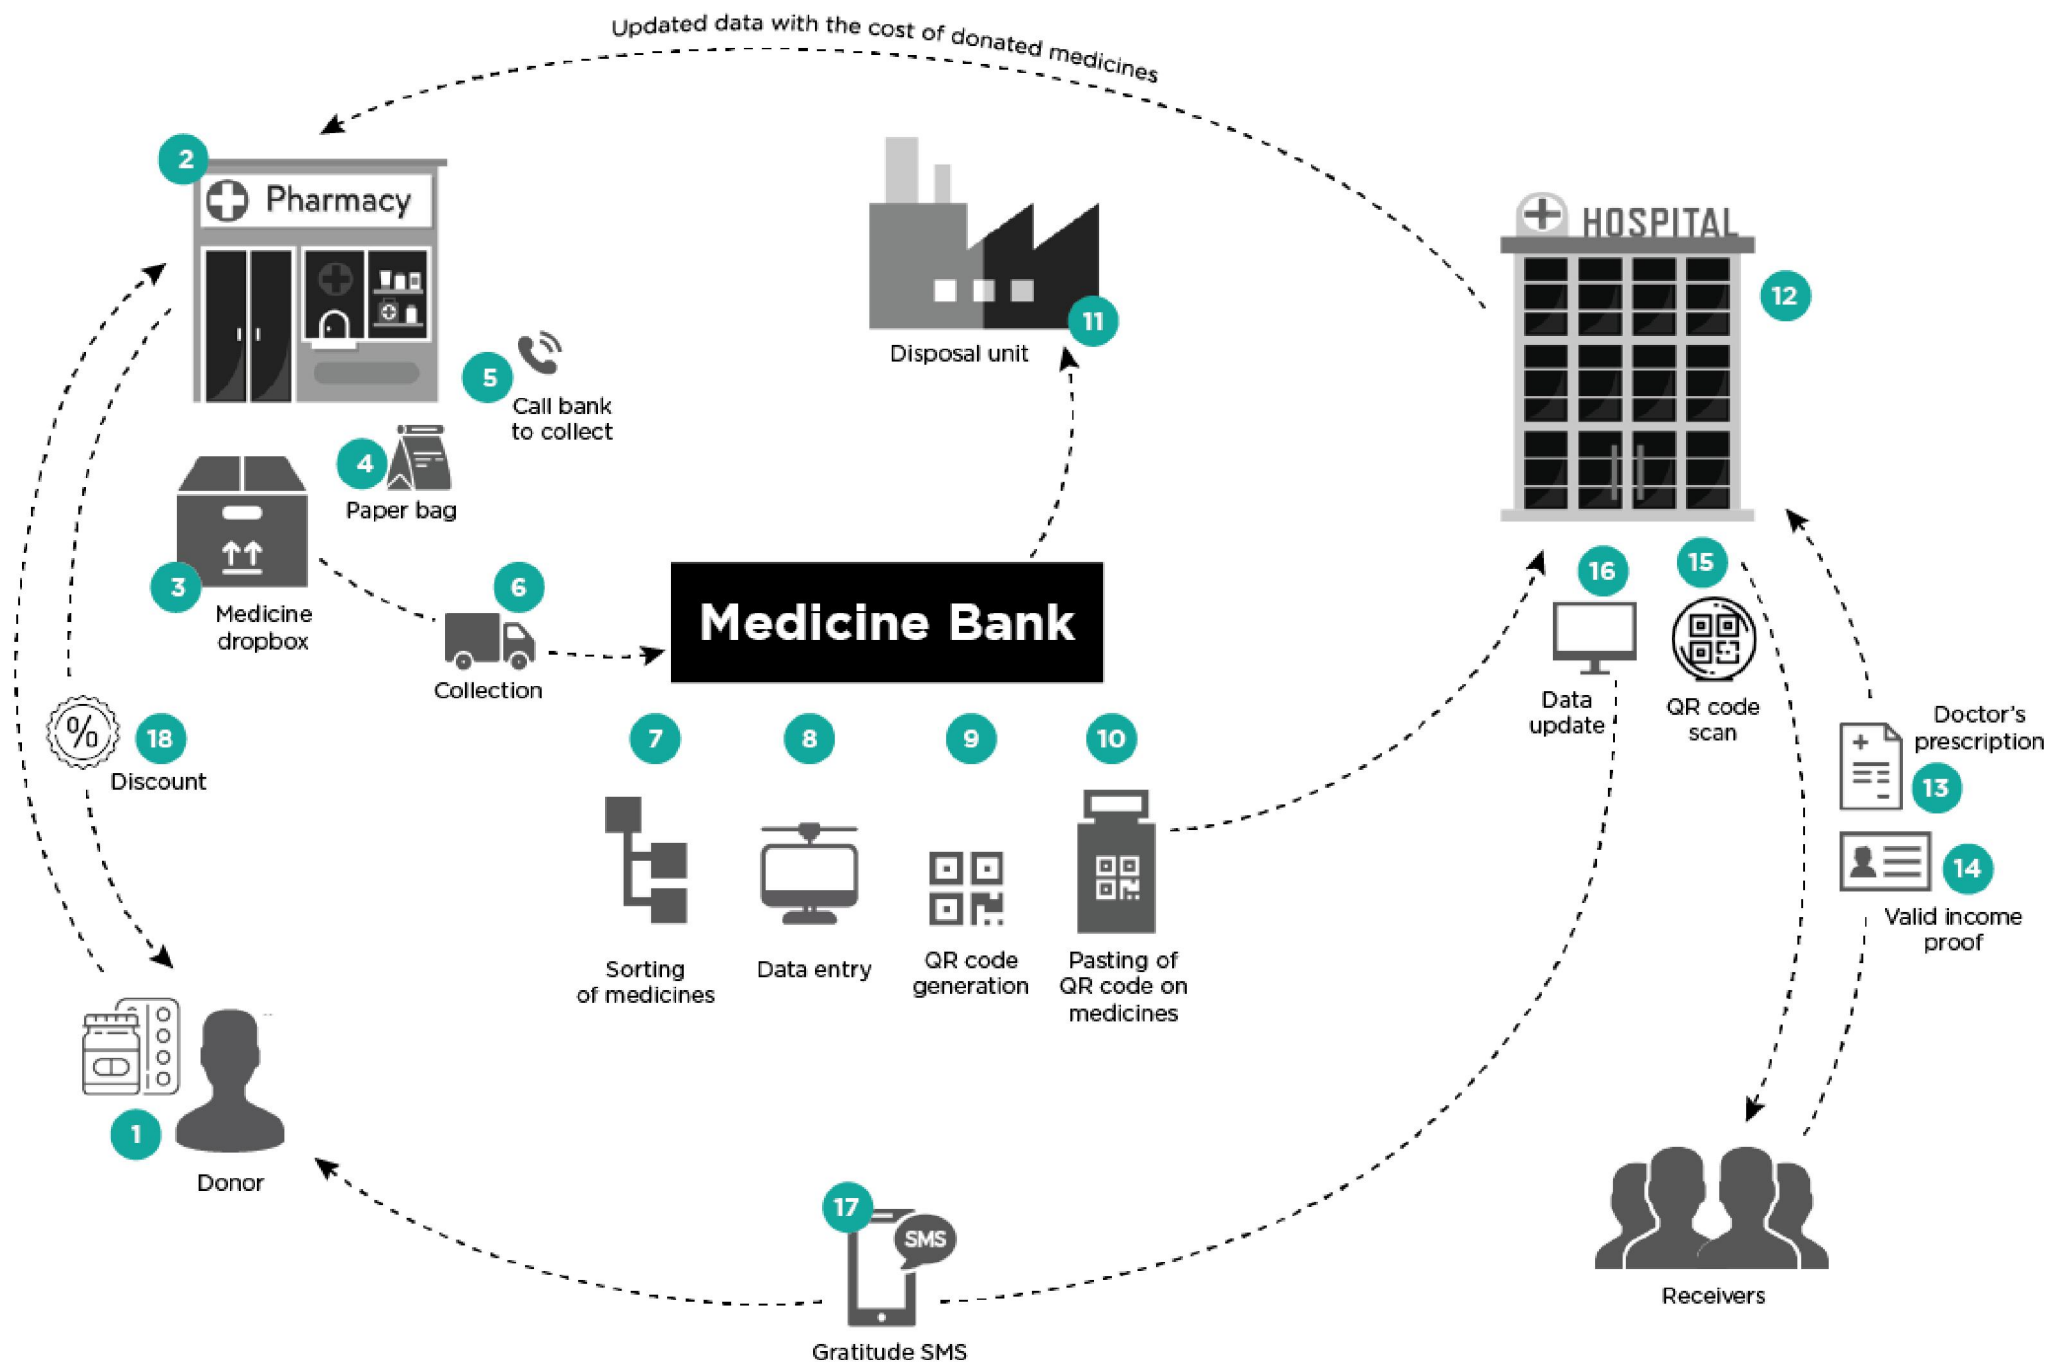 Updated data with the cost of donated medicines
2
Pharmacy
5
Call bank
to collect
4
Paper bag
3
Medicine
dropbox
6
Collection
Disposal unit
11
HOSPITAL
12
Medicine Bank
16
Data
update
15
QR code
scan
Doctor's
prescription
13
14
Valid income
proof
%
18
Discount
7
Sorting
of medicines
8
Data entry
9
QR code
generation
10
Pasting of
QR code on
medicines
1
Donor
17
SMS
Gratitude SMS
Receivers